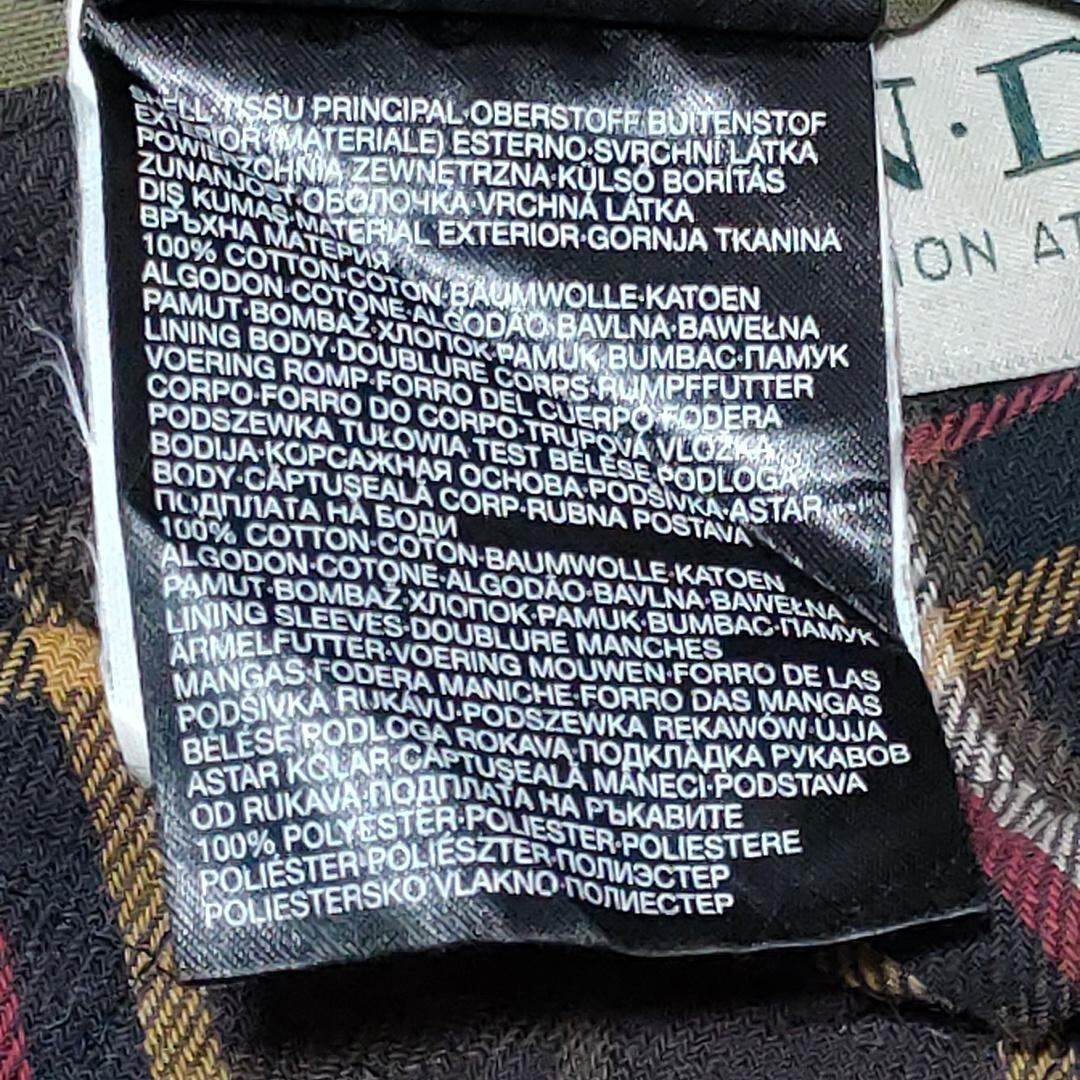 SHELL·TISSU PRINCIPAL·OBERSTOFF·BUITENSTOF
EXTERIOR·(MATERIALE) ESTERNO·SVRCHNÍ LÁTKA
POWIERZCHNIA ZEWNĘTRZNA·KÜLSŐ BORÍTÁS
ZUNANJOST·ОБОЛОЧКА·VRCHNÁ LÁTKA
DIŞ KUMAŞ·MATERIAL EXTERIOR·GORNJA TKANINA
ВРЪХНА МАТЕРИЯ
100% COTTON·COTON·BAUMWOLLE·KATOEN
ALGODON·COTONE·ALGODÃO·BAVLNA·BAWEŁNA
PAMUT·BOMBAŽ·ХЛОПОК·PAMUK·BUMBAC·ПАМУК
LINING BODY·DOUBLURE CORPS·RUMPFFUTTER
VOERING ROMP·FORRO DEL CUERPO·FODERA
CORPO·FORRO DO CORPO·TRUPOVÁ VLOŽKA
PODSZEWKA TUŁOWIA TEST BÉLÉSE·PODLOGA
BODIJA·КОРСАЖНАЯ ОСНОВА·PODŠIVKA·ASTAR
BODY·CĂPTUŞEALĂ CORP·RUBNA POSTAVA
ПОДПЛАТА НА БОДИ
100% COTTON·COTON·BAUMWOLLE·KATOEN
ALGODON·COTONE·ALGODÃO·BAVLNA·BAWEŁNA
PAMUT·BOMBAŽ·ХЛОПОК·PAMUK·BUMBAC·ПАМУК
LINING SLEEVES·DOUBLURE MANCHES
ÄRMELFUTTER·VOERING MOUWEN·FORRO DE LAS
MANGAS·FODERA MANICHE·FORRO DAS MANGAS
PODŠÍVKA RUKÁVU·PODSZEWKA RĘKAWÓW·UJJA
BÉLÉSE·PODLOGA ROKAVA·ПОДКЛАДКА РУКАВОВ
ASTAR KOLAR·CĂPTUŞEALĂ MÂNECI·PODSTAVA
OD RUKAVA·ПОДПЛАТА НА РЪКАВИТЕ
100% POLYESTER·POLIESTER·POLIESTERE
POLIÉSTER·POLIÉSZTER·ПОЛИЭСТЕР
POLIESTERSKO VLAKNO·ПОЛИЕСТЕР
N·D
ION AT